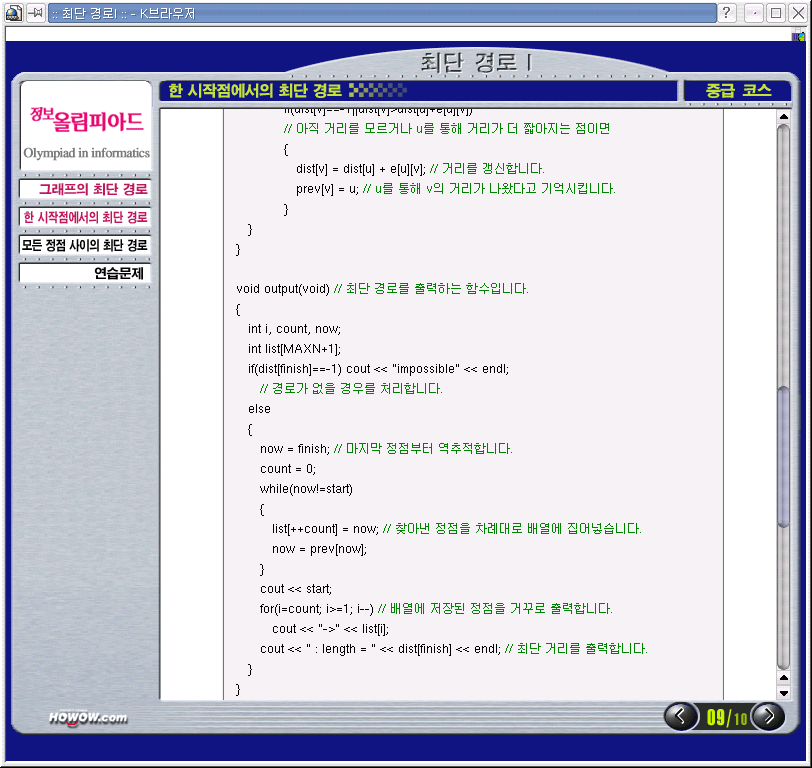 :: 최단 경로I :: - K브라우저
최단 경로 I
정보올림피아드
Olympiad in informatics
그래프의 최단 경로
한 시작점에서의 최단 경로
모든 정점 사이의 최단 경로
연습문제
한 시작점에서의 최단 경로
중급 코스
if(dist[v]==-1||dist[v]>dist[u]+e[u][v])
// 아직 거리를 모르거나 u를 통해 거리가 더 짧아지는 점이면
{
dist[v] = dist[u] + e[u][v]; // 거리를 갱신합니다.
prev[v] = u; // u를 통해 v의 거리가 나왔다고 기억시킵니다.
}
}
}
void output(void) // 최단 경로를 출력하는 함수입니다.
{
int i, count, now;
int list[MAXN+1];
if(dist[finish]==-1) cout << "impossible" << endl;
// 경로가 없을 경우를 처리합니다.
else
{
now = finish; // 마지막 정점부터 역추적합니다.
count = 0;
while(now!=start)
{
list[++count] = now; // 찾아낸 정점을 차례대로 배열에 집어넣습니다.
now = prev[now];
}
cout << start;
for(i=count; i>=1; i--) // 배열에 저장된 정점을 거꾸로 출력합니다.
cout << "->" << list[i];
cout << " : length = " << dist[finish] << endl; // 최단 거리를 출력합니다.
}
}
HOWOW.com
09/10